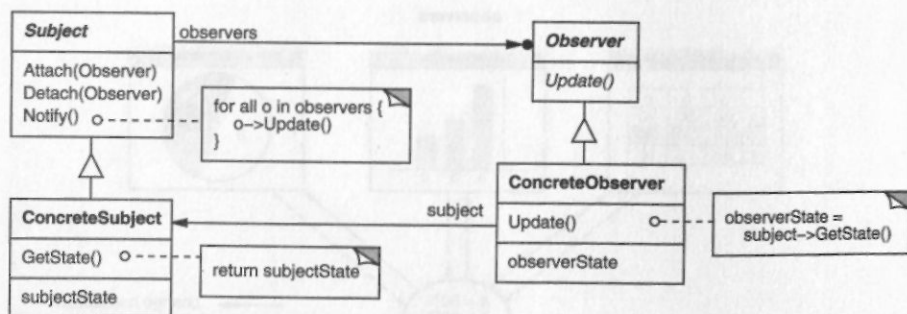 Subject
observers
Observer
Attach(Observer)
Detach(Observer)
Notify()
for all o in observers {
o->Update()
}
Update()
ConcreteSubject
GetState()
return subjectState
subjectState
subject
ConcreteObserver
Update()
observerState
observerState =
subject->GetState()